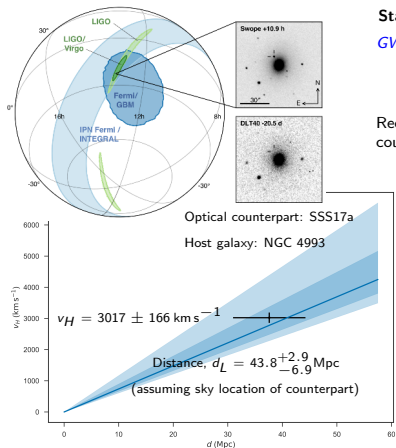 LIGO
Swope +10.9 h
Sta
GW
30°
30°
LIGO/
Virgo
N
E
30"
0°
16h
12h
8h
Fermi/
GBM
DLT40 -20.5 d
IPN Fermi /
INTEGRAL
Rec
cou
-30°
-30°
Optical counterpart: SSS17a
Host galaxy: NGC 4993
v_H = 3017 ± 166 km s⁻¹
Distance, d_L = 43.8 +2.9 −6.9 Mpc
(assuming sky location of counterpart)
v_H (km s⁻¹)
6000
5000
4000
3000
2000
1000
0
0 10 20 30 40 50 60
d (Mpc)